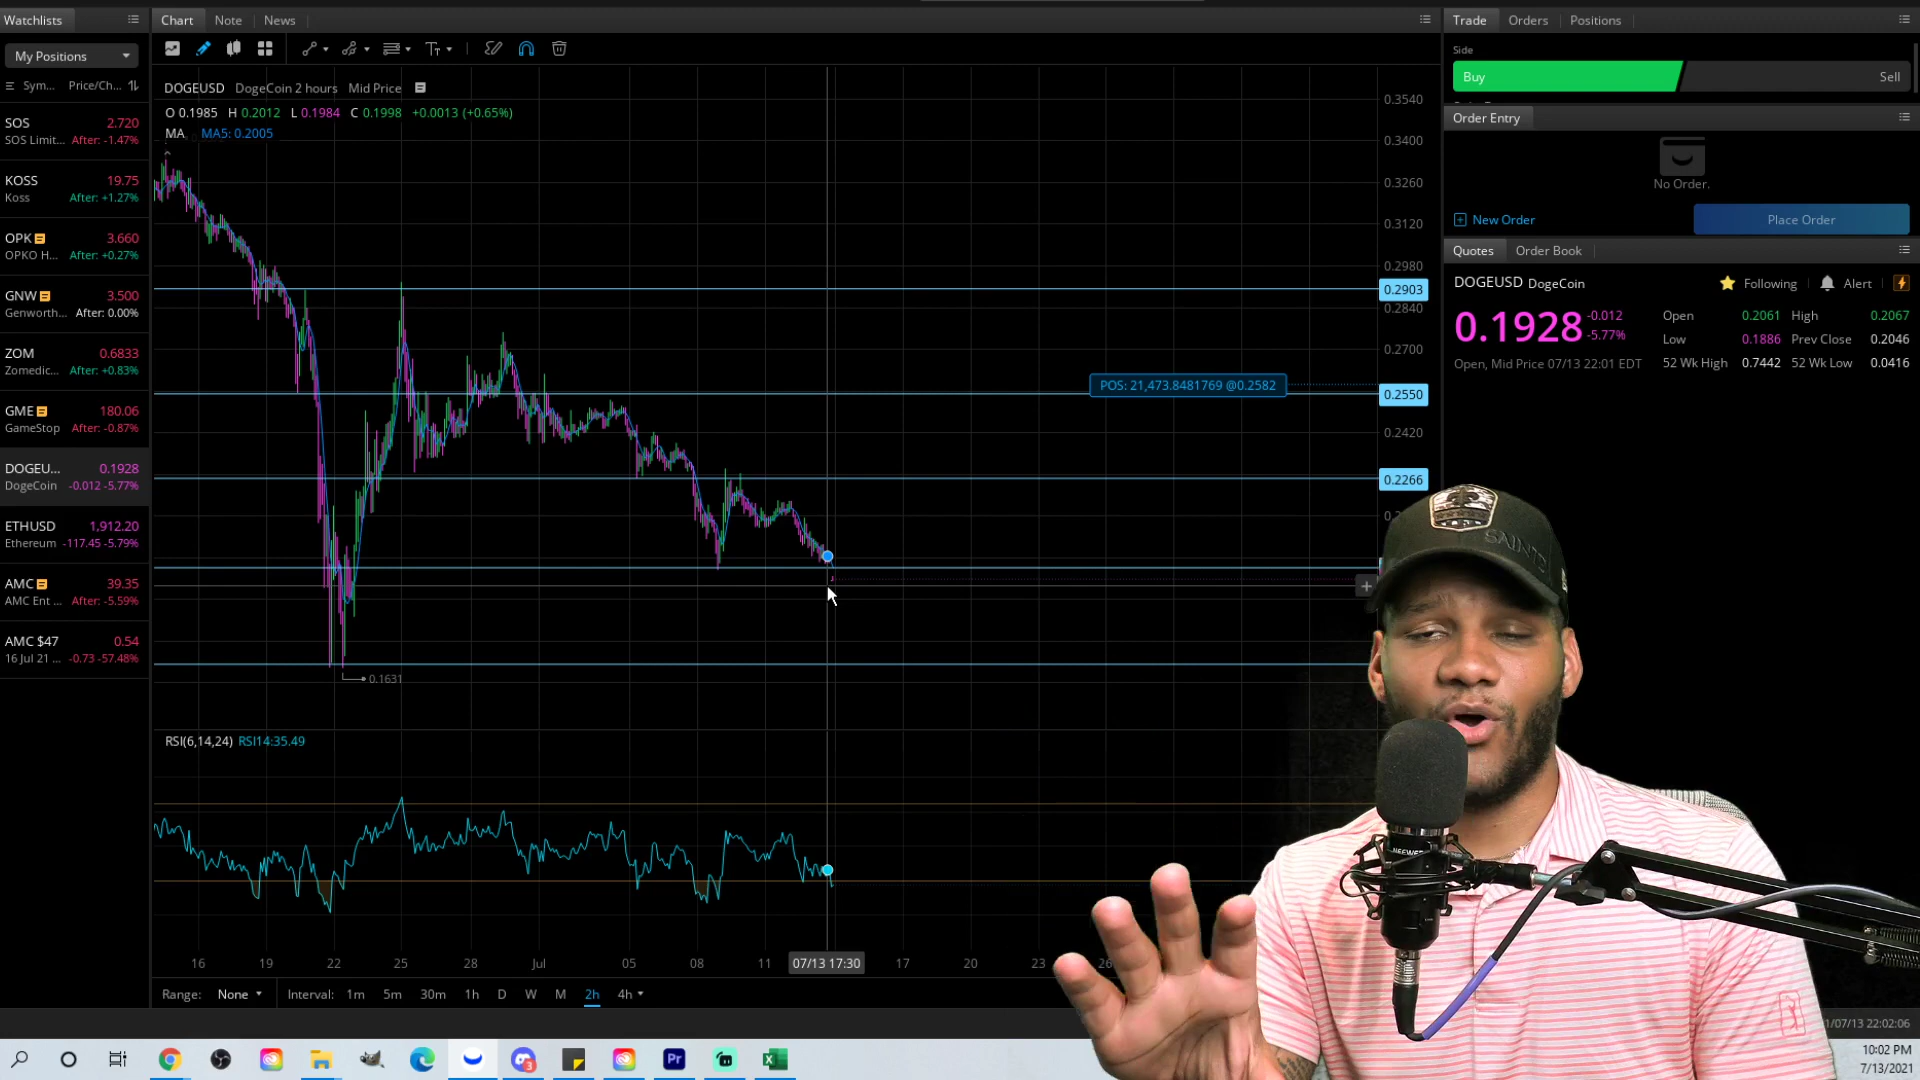 Watchlists
My Positions
Sym... Price/Ch...
SOS 2.720
SOS Limit... After: -1.47%
KOSS 19.75
Koss After: +1.27%
OPK 3.660
OPKO H... After: +0.27%
GNW 3.500
Genworth... After: 0.00%
ZOM 0.6833
Zomedic... After: +0.83%
GME 180.06
GameStop After: -0.87%
DOGEU... 0.1928
DogeCoin -0.012 -5.77%
ETHUSD 1,912.20
Ethereum -117.45 -5.79%
AMC 39.35
AMC Ent ... After: -5.59%
AMC $47 0.54
16 Jul 21 ... -0.73 -57.48%
Chart Note News
DOGEUSD DogeCoin 2 hours Mid Price
O 0.1985 H 0.2012 L 0.1984 C 0.1998 +0.0013 (+0.65%)
MA MA5: 0.2005
0.3540
0.3400
0.3260
0.3120
0.2980
0.2903
0.2840
0.2700
POS: 21,473.8481769 @0.2582
0.2550
0.2420
0.2266
0.1631
RSI(6,14,24) RSI14:35.49
16 19 22 25 28 Jul 05 08 11 07/13 17:30 17 20 23 26
Range: None Interval: 1m 5m 30m 1h D W M 2h 4h
Trade Orders Positions
Side
Buy Sell
Order Entry
No Order.
New Order Place Order
Quotes Order Book
DOGEUSD DogeCoin Following Alert
0.1928 -0.012 -5.77%
Open 0.2061 High 0.2067
Low 0.1886 Prev Close 0.2046
Open, Mid Price 07/13 22:01 EDT 52 Wk High 0.7442 52 Wk Low 0.0416
SAINTS
NEEWER
1/07/13 22:02:06
3
Pr
10:02 PM
7/13/2021